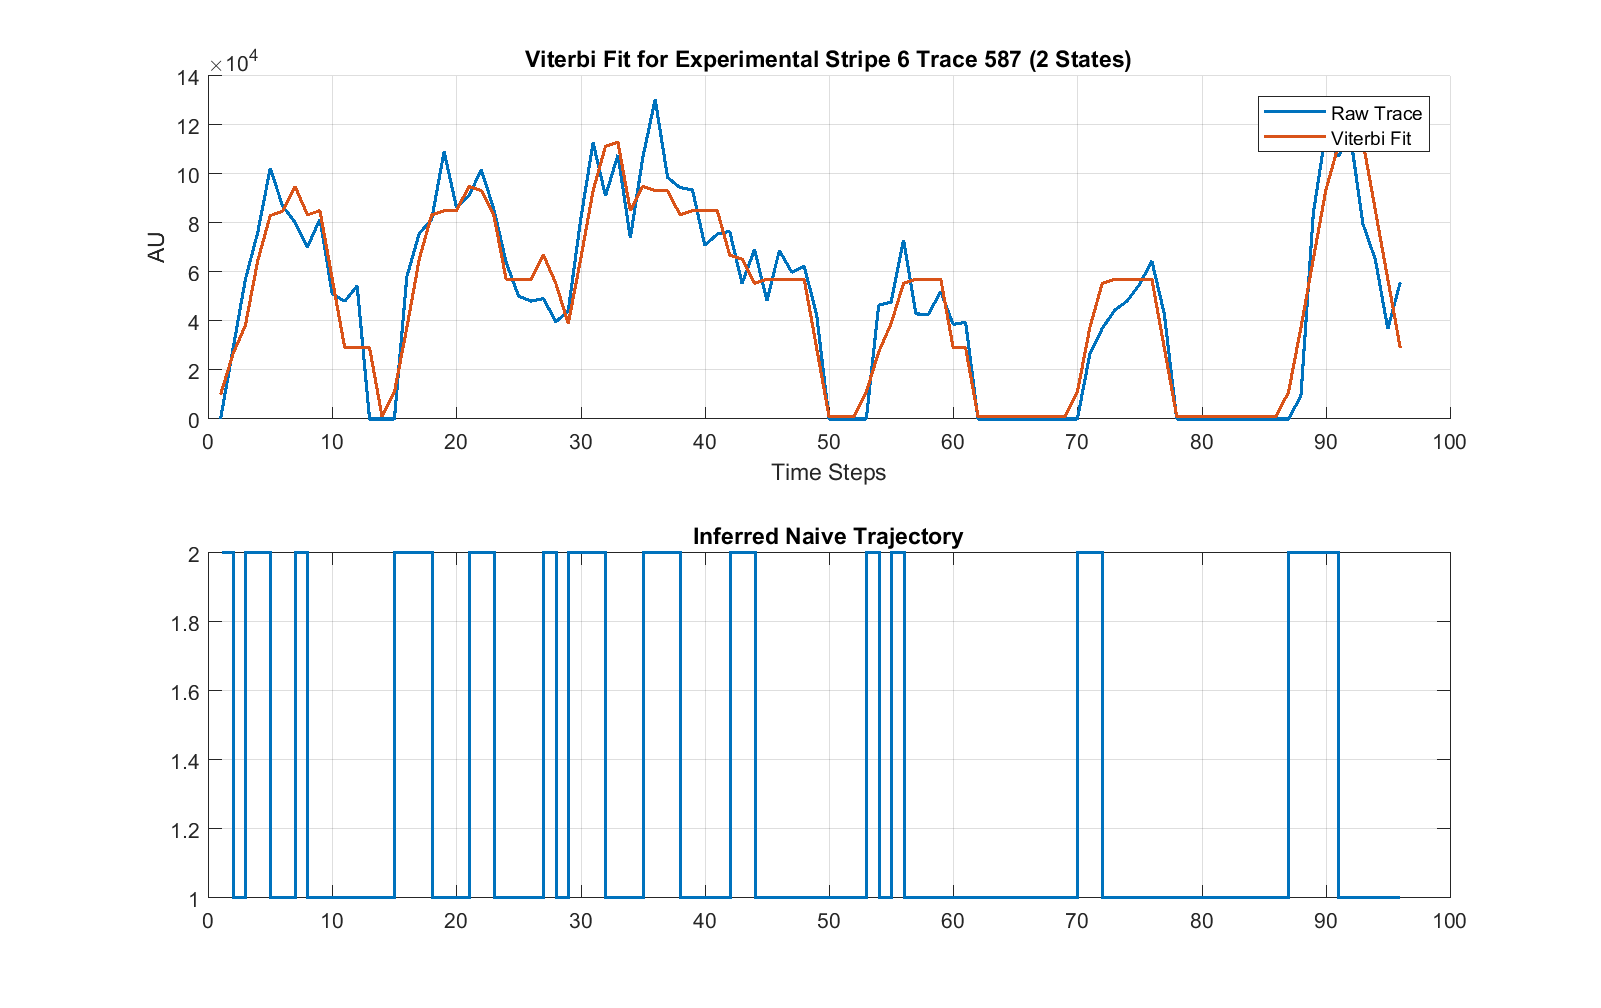 Viterbi Fit for Experimental Stripe 6 Trace 587 (2 States)
×10⁴
14
12
10
8
6
4
2
0
AU
Raw Trace
Viterbi Fit
0 10 20 30 40 50 60 70 80 90 100
Time Steps
Inferred Naive Trajectory
2
1.8
1.6
1.4
1.2
1
0 10 20 30 40 50 60 70 80 90 100